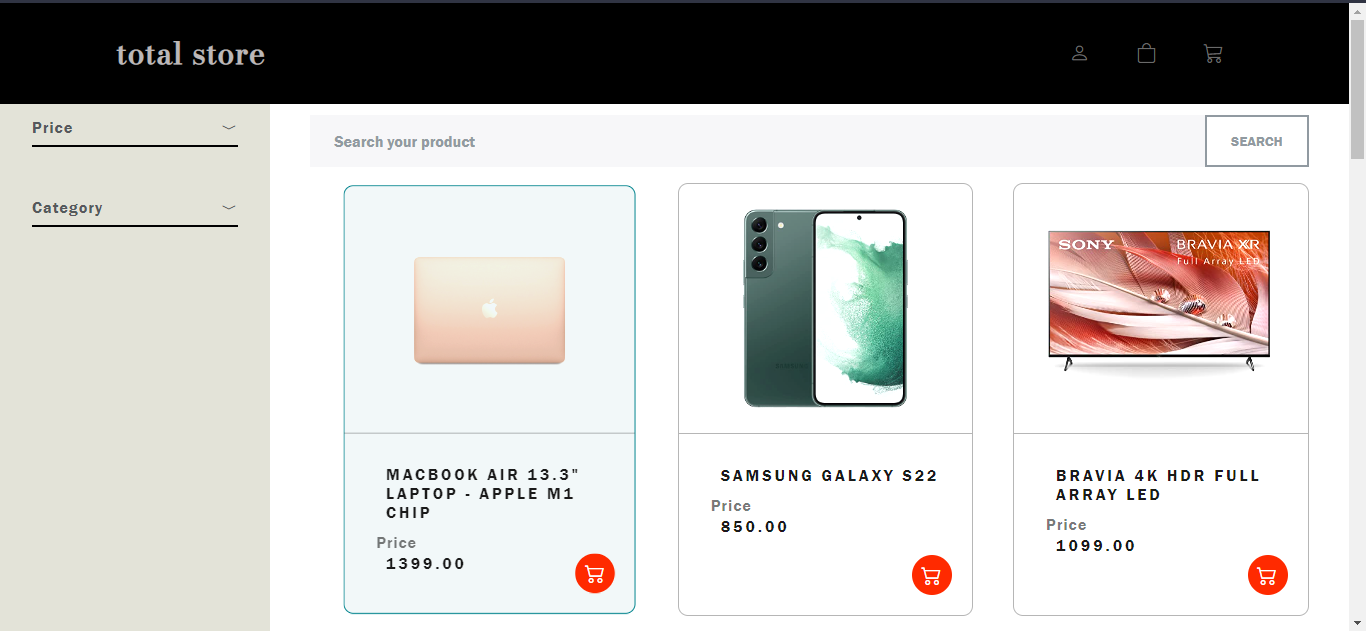 total store
Price
Category
Search your product
SEARCH
SONY
BRAVIA XR
Full Array LED
MACBOOK AIR 13.3"
LAPTOP - APPLE M1
CHIP
Price
1399.00
SAMSUNG GALAXY S22
Price
850.00
BRAVIA 4K HDR FULL
ARRAY LED
Price
1099.00